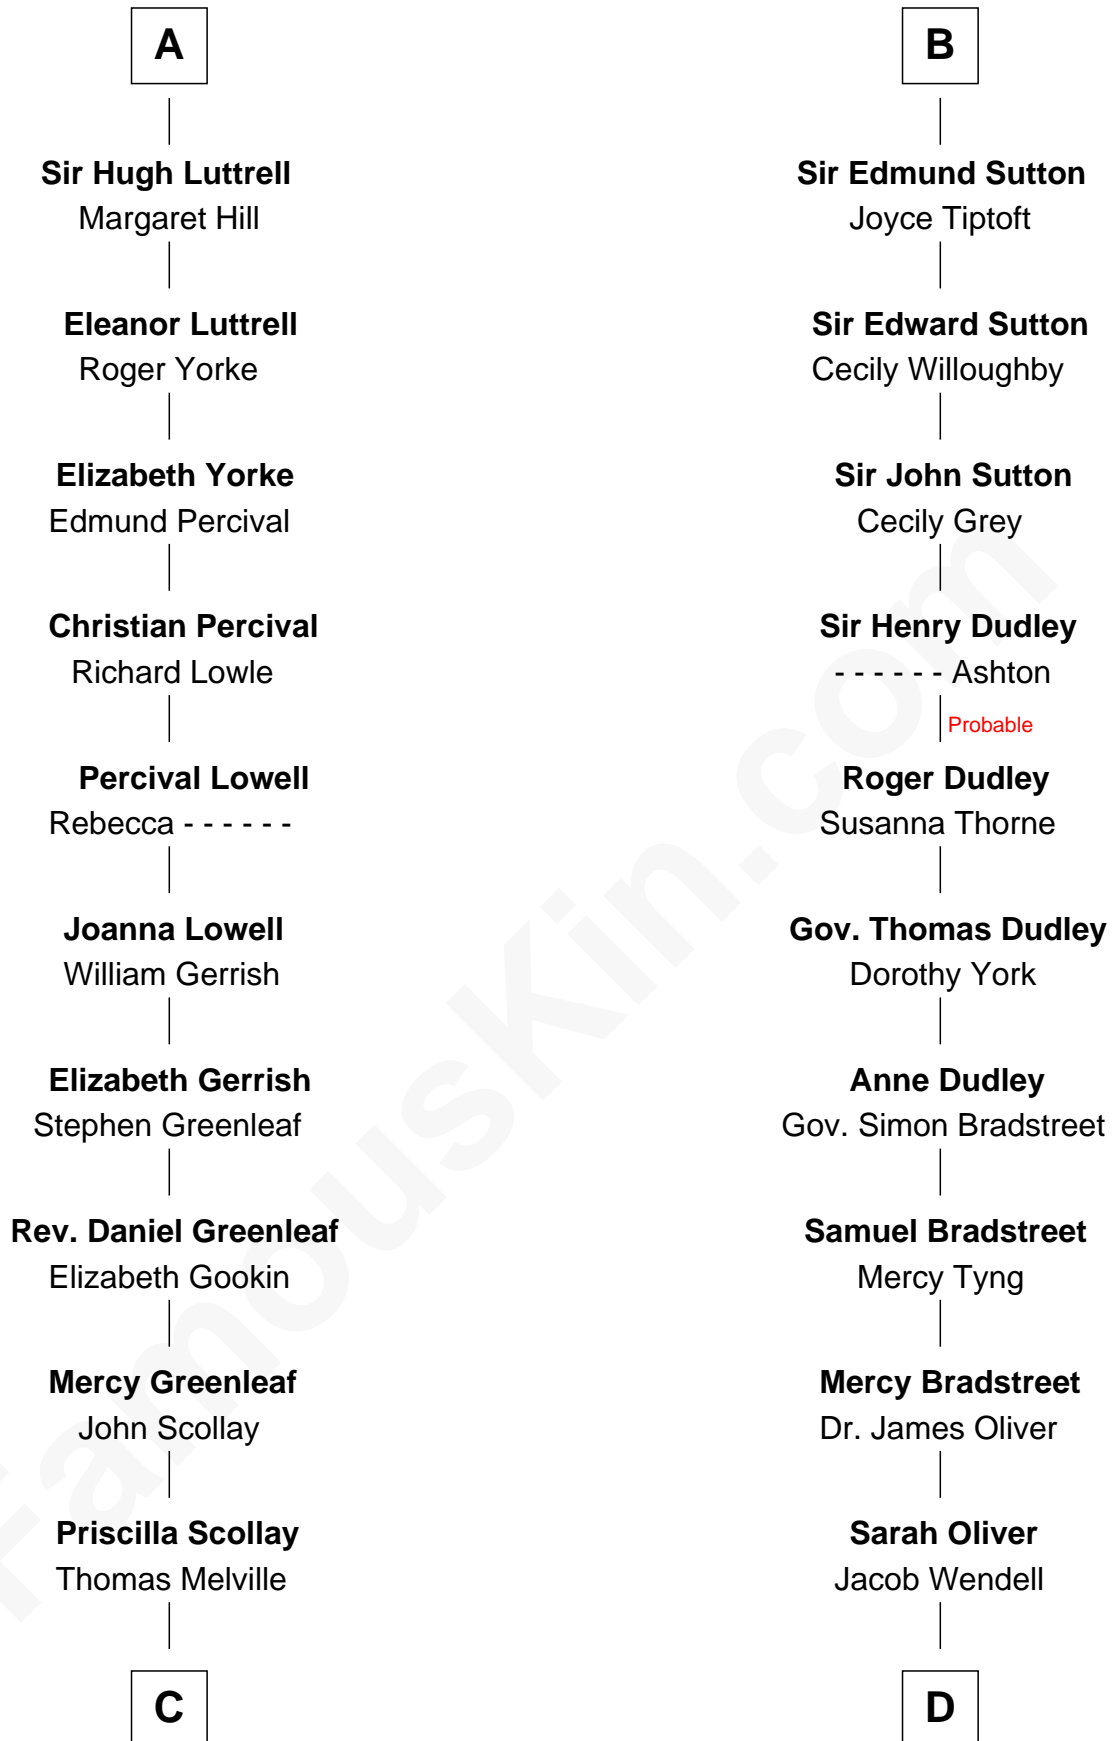 A
Sir Hugh Luttrell
Margaret Hill
Eleanor Luttrell
Roger Yorke
Elizabeth Yorke
Edmund Percival
Christian Percival
Richard Lowle
Percival Lowell
Rebecca - - - - - -
Joanna Lowell
William Gerrish
Elizabeth Gerrish
Stephen Greenleaf
Rev. Daniel Greenleaf
Elizabeth Gookin
Mercy Greenleaf
John Scollay
Priscilla Scollay
Thomas Melville
C
B
Sir Edmund Sutton
Joyce Tiptoft
Sir Edward Sutton
Cecily Willoughby
Sir John Sutton
Cecily Grey
Sir Henry Dudley
- - - - - - Ashton
Probable
Roger Dudley
Susanna Thorne
Gov. Thomas Dudley
Dorothy York
Anne Dudley
Gov. Simon Bradstreet
Samuel Bradstreet
Mercy Tyng
Mercy Bradstreet
Dr. James Oliver
Sarah Oliver
Jacob Wendell
D
FamousKin.com